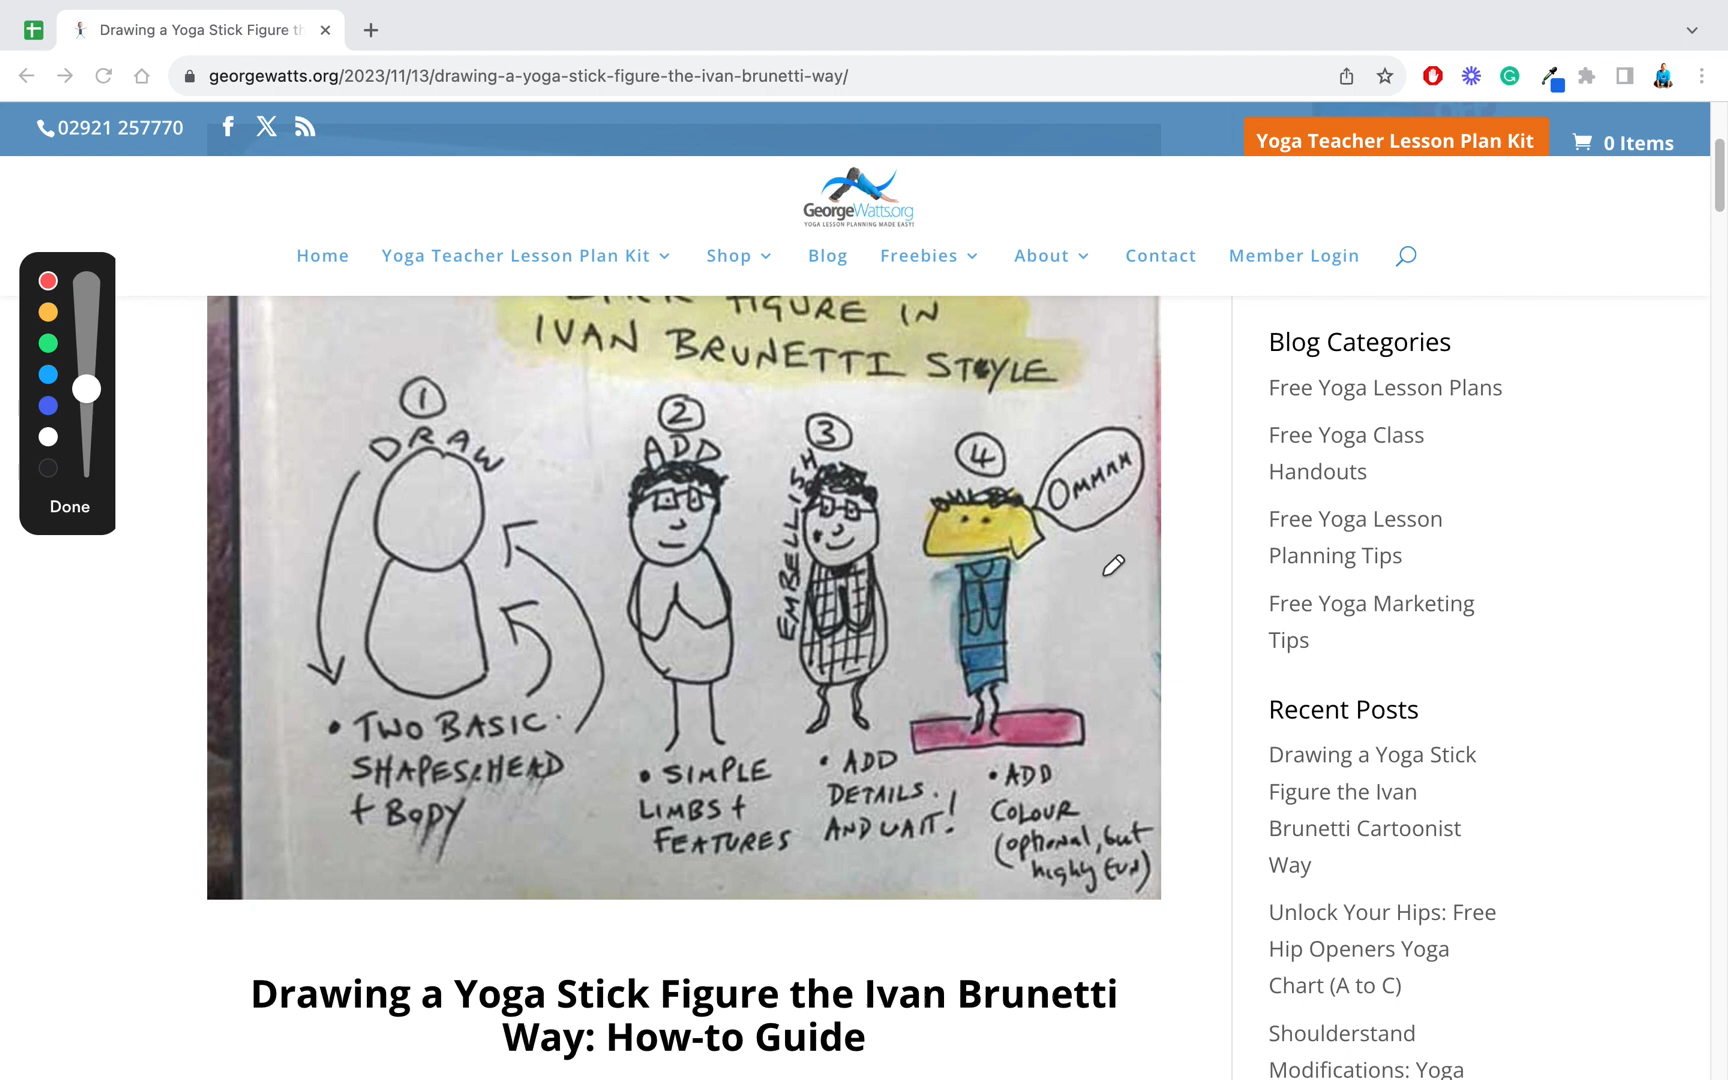 Drawing a Yoga Stick Figure th
georgewatts.org/2023/11/13/drawing-a-yoga-stick-figure-the-ivan-brunetti-way/
02921 257770
Yoga Teacher Lesson Plan Kit
0 Items
GeorgeWatts.org
YOGA LESSON PLANNING MADE EASY!
Home
Yoga Teacher Lesson Plan Kit
Shop
Blog
Freebies
About
Contact
Member Login
Done
FIGURE IN
IVAN BRUNETTI STYLE
1
DRAW
• TWO BASIC
SHAPES: HEAD
+ BODY
2
ADD
• SIMPLE
LIMBS +
FEATURES
3
EMBELLISH
• ADD
DETAILS.
AND WAIT!
4
OMMMM
• ADD
COLOUR
(optional, but
highly fun)
Drawing a Yoga Stick Figure the Ivan Brunetti
Way: How-to Guide
Blog Categories
Free Yoga Lesson Plans
Free Yoga Class
Handouts
Free Yoga Lesson
Planning Tips
Free Yoga Marketing
Tips
Recent Posts
Drawing a Yoga Stick
Figure the Ivan
Brunetti Cartoonist
Way
Unlock Your Hips: Free
Hip Openers Yoga
Chart (A to C)
Shoulderstand
Modifications: Yoga